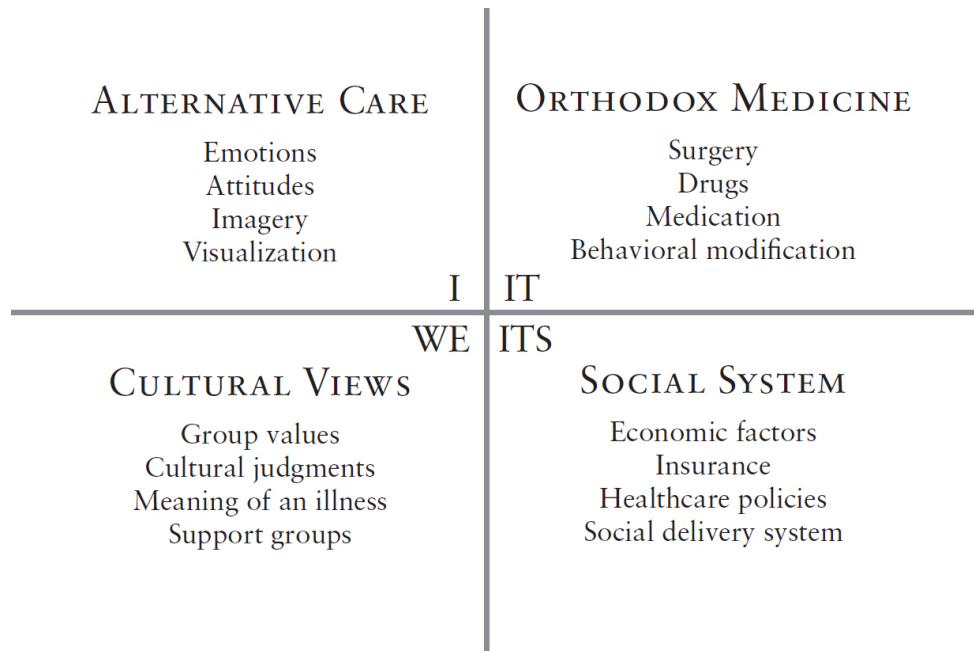 ALTERNATIVE CARE
Emotions
Attitudes
Imagery
Visualization
I
ORTHODOX MEDICINE
Surgery
Drugs
Medication
Behavioral modification
IT
WE
CULTURAL VIEWS
Group values
Cultural judgments
Meaning of an illness
Support groups
ITS
SOCIAL SYSTEM
Economic factors
Insurance
Healthcare policies
Social delivery system